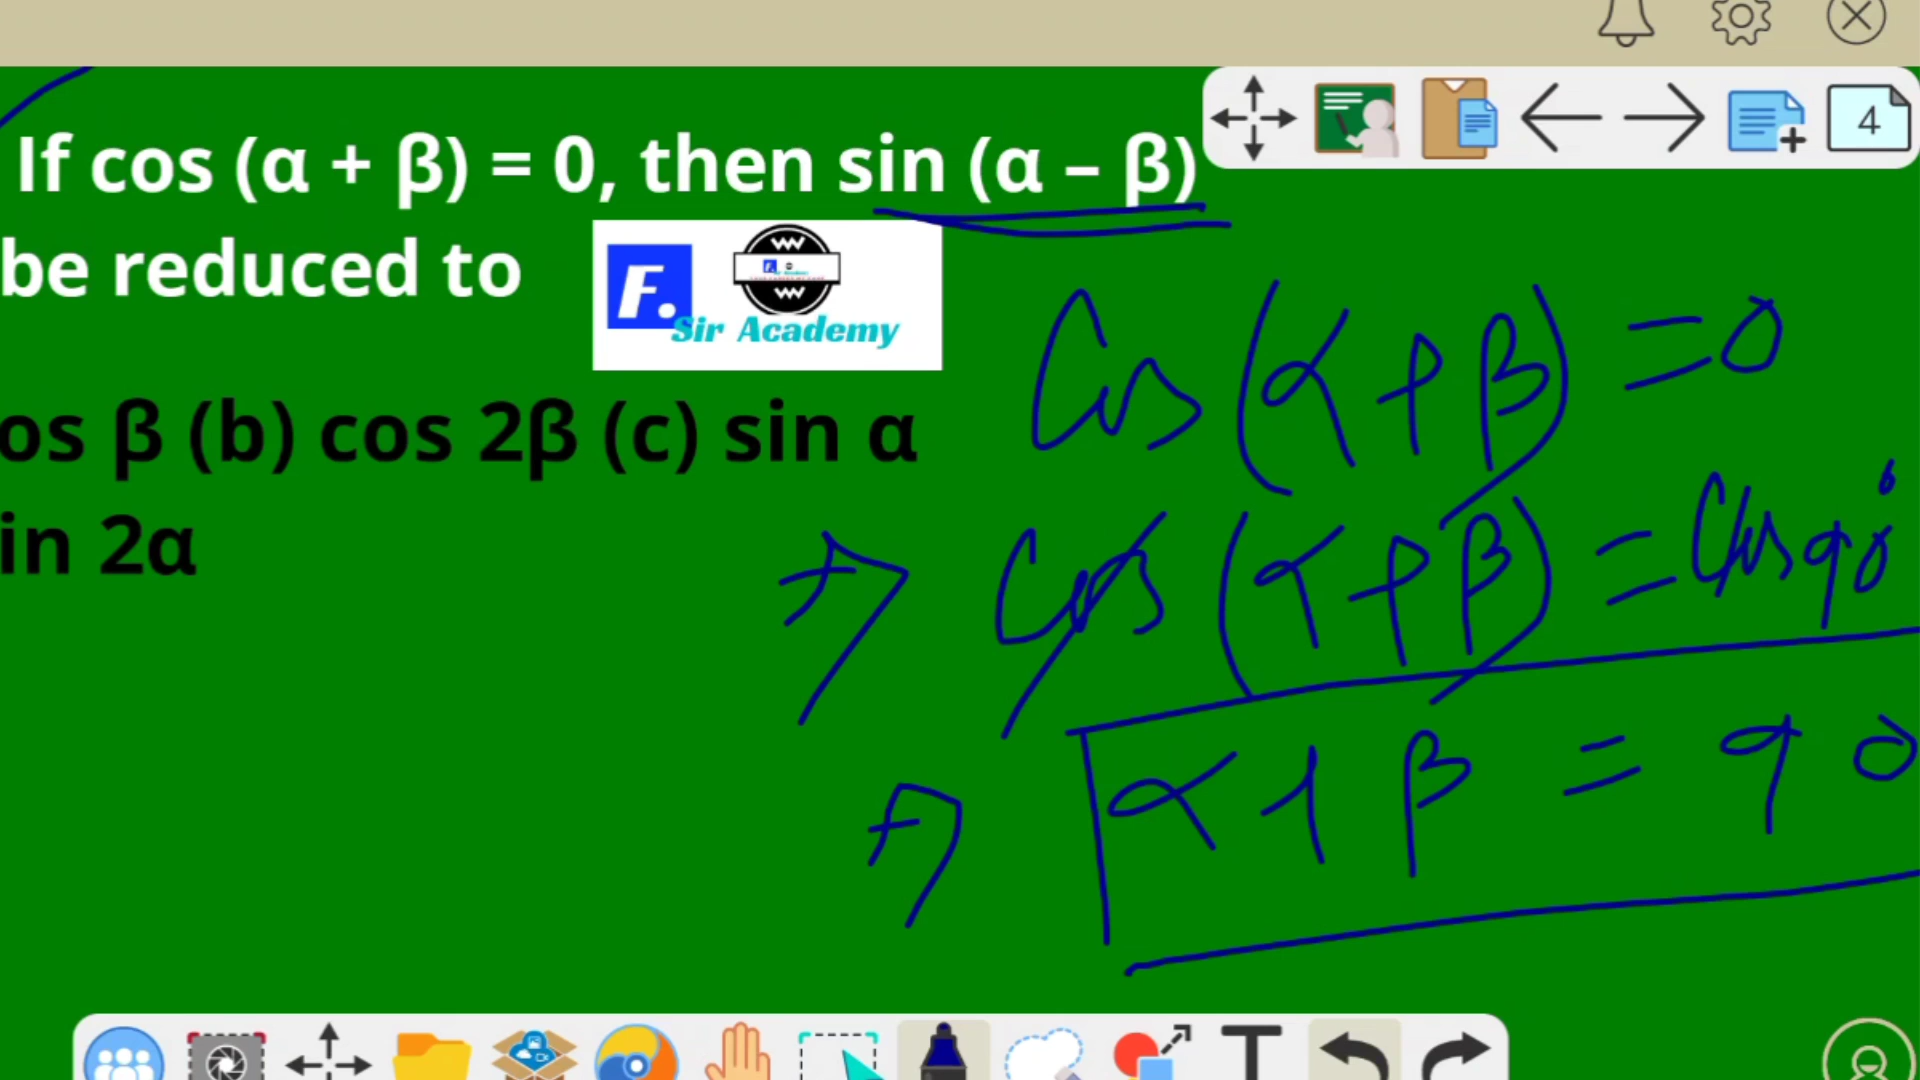 4
If cos (α + β) = 0, then sin (α – β)
be reduced to
F.
Sir Academy
os β (b) cos 2β (c) sin α
in 2α
Cos (α + β) = 0
⇒ Cos (α + β) = Cos 90°
⇒ α + β = 90
T